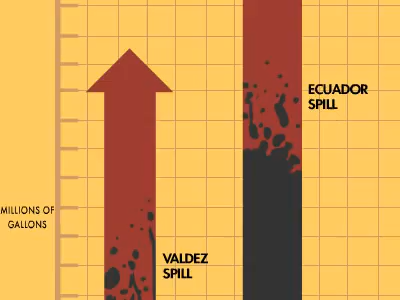 ECUADOR
SPILL
MILLIONS OF
GALLONS
VALDEZ
SPILL